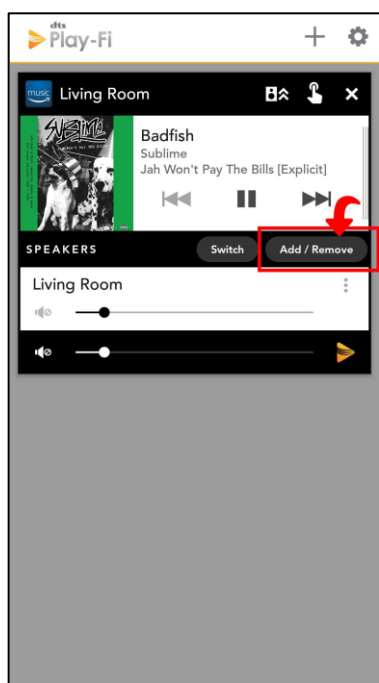 dts
Play-Fi
music
Living Room
SUBLIME
Badfish
Sublime
Jah Won't Pay The Bills [Explicit]
SPEAKERS
Switch
Add / Remove
Living Room